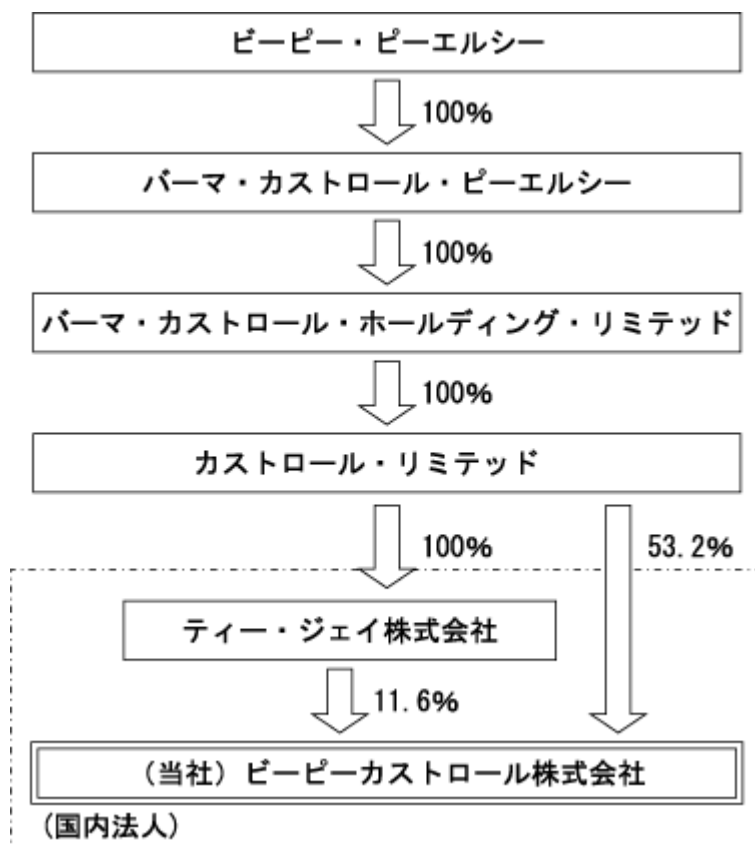 ビーピー・ピーエルシー
100%
バーマ・カストロール・ピーエルシー
100%
バーマ・カストロール・ホールディング・リミテッド
100%
カストロール・リミテッド
100%
53.2%
ティー・ジェイ株式会社
11.6%
(当社)ビーピーカストロール株式会社
(国内法人)